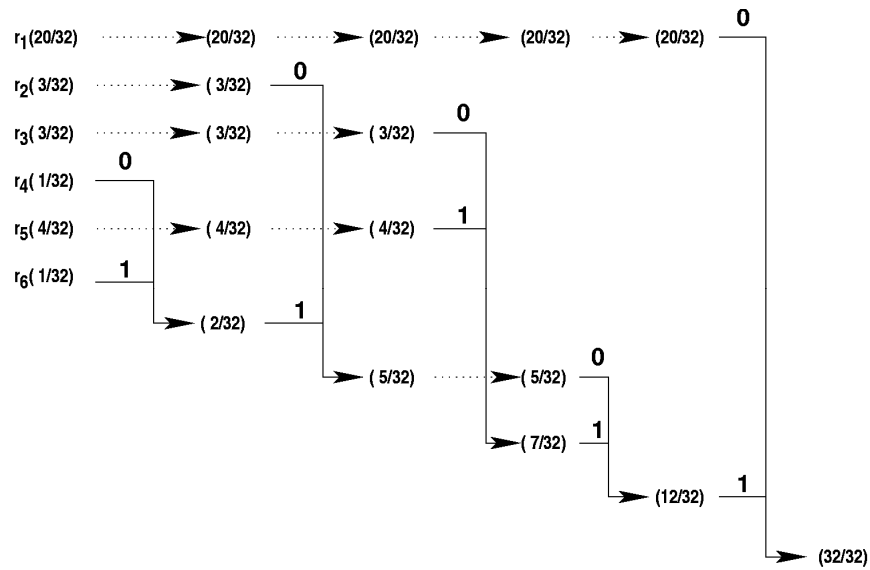 0
r1(20/32) (20/32) (20/32) (20/32) (20/32)
0
r2( 3/32) ( 3/32)
0
r3( 3/32) ( 3/32) ( 3/32)
0
r4( 1/32)
1
r5( 4/32) ( 4/32) ( 4/32)
1
r6( 1/32)
1
( 2/32)
0
( 5/32) ( 5/32)
1
( 7/32)
1
(12/32)
(32/32)